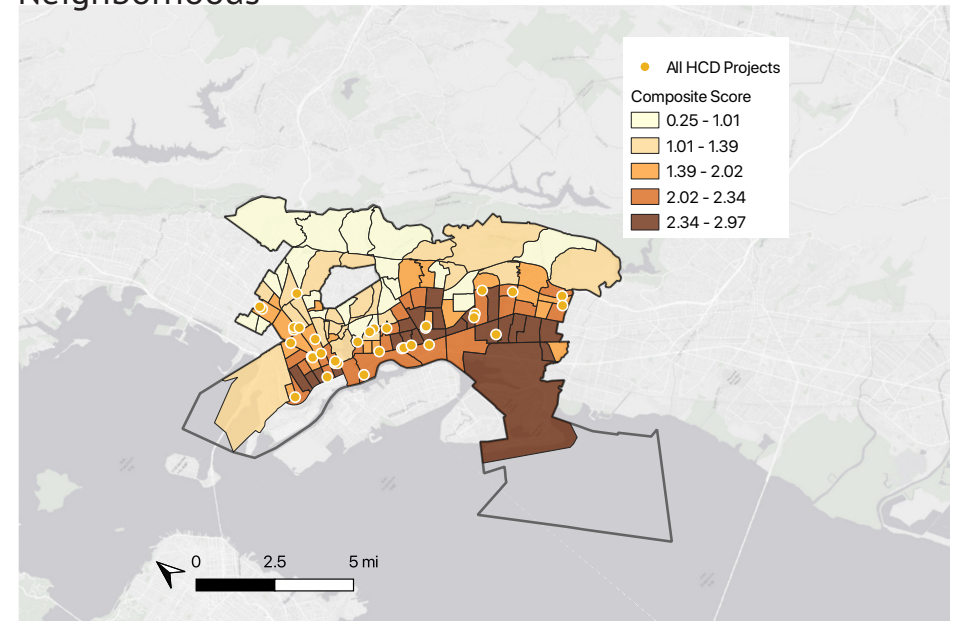 Neighborhoods
All HCD Projects
Composite Score
0.25 - 1.01
1.01 - 1.39
1.39 - 2.02
2.02 - 2.34
2.34 - 2.97
0 2.5 5 mi